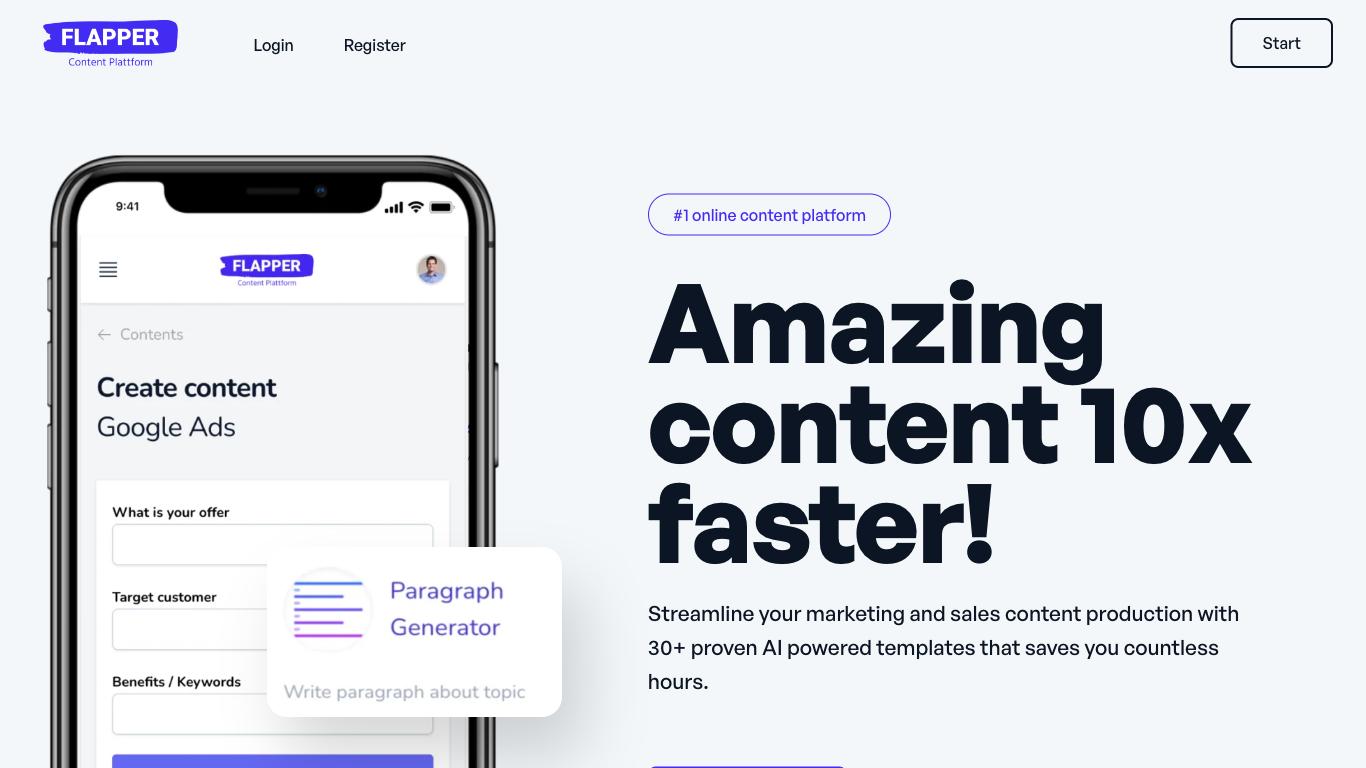 FLAPPER
Content Plattform
Login
Register
Start
9:41
FLAPPER
Content Plattform
Contents
Create content
Google Ads
What is your offer
Target customer
Benefits / Keywords
Paragraph
Generator
Write paragraph about topic
#1 online content platform
Amazing
content 10x
faster!
Streamline your marketing and sales content production with
30+ proven AI powered templates that saves you countless
hours.